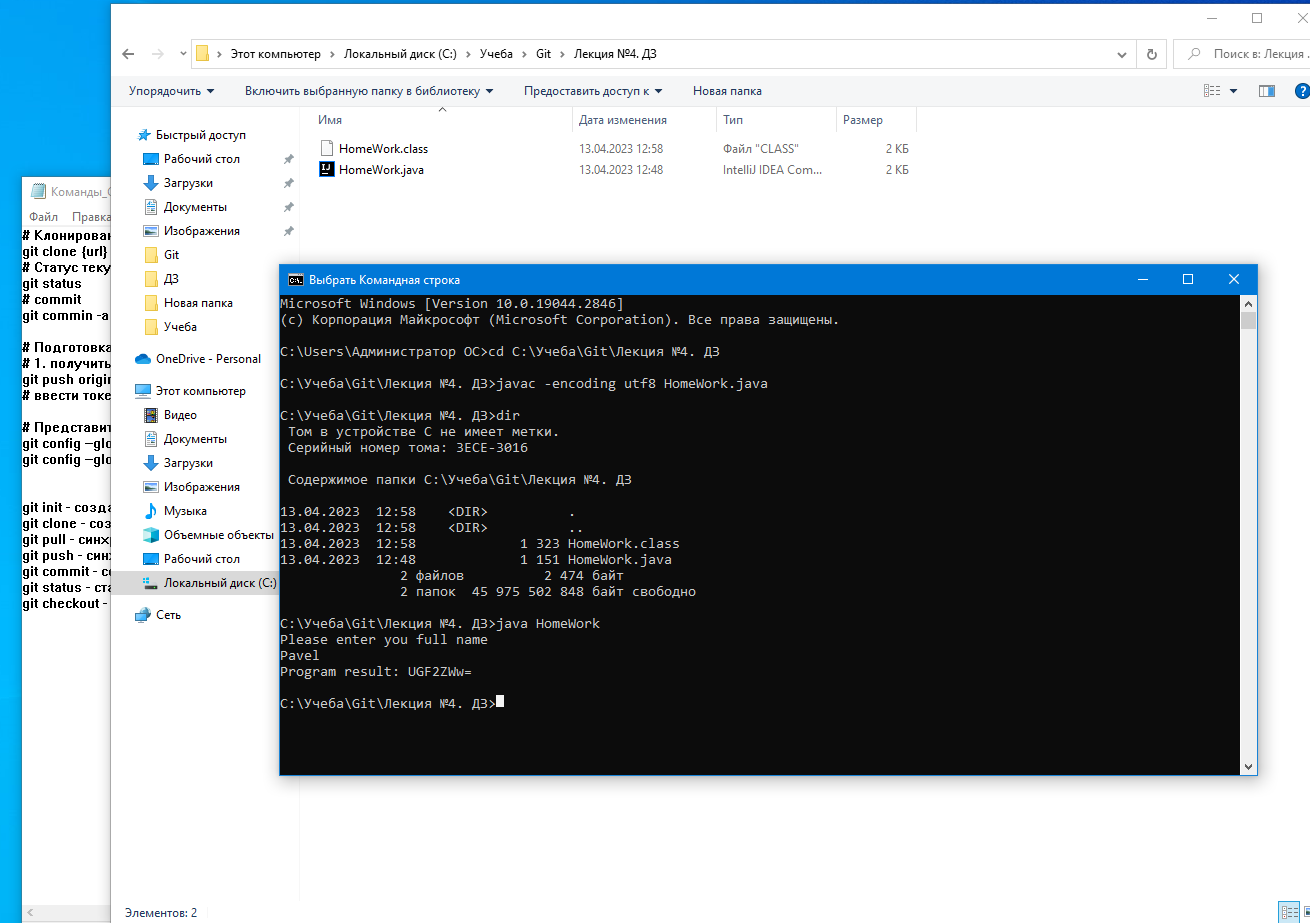 Этот компьютер > Локальный диск (C:) > Учеба > Git > Лекция №4. ДЗ
Поиск в: Лекция
Упорядочить
Включить выбранную папку в библиотеку
Предоставить доступ к
Новая папка
Имя
Дата изменения
Тип
Размер
HomeWork.class 13.04.2023 12:58 Файл "CLASS" 2 КБ
HomeWork.java 13.04.2023 12:48 IntelliJ IDEA Com... 2 КБ
Быстрый доступ
Рабочий стол
Загрузки
Документы
Изображения
Git
ДЗ
Новая папка
Учеба
OneDrive - Personal
Этот компьютер
Видео
Документы
Загрузки
Изображения
Музыка
Объемные объекты
Рабочий стол
Локальный диск (C:)
Сеть
Элементов: 2
Команды_
Файл Правка
# Клонирован
git clone {url}
# Статус теку
git status
# commit
git commin -a
# Подготовка
# 1. получить
git push origin
# ввести токе
# Представит
git config –glo
git config –glo
git init - созда
git clone - соз
git pull - синхр
git push - синх
git commit - со
git status - ста
git checkout -
Выбрать Командная строка
Microsoft Windows [Version 10.0.19044.2846]
(c) Корпорация Майкрософт (Microsoft Corporation). Все права защищены.
C:\Users\Администратор ОС>cd C:\Учеба\Git\Лекция №4. ДЗ
C:\Учеба\Git\Лекция №4. ДЗ>javac -encoding utf8 HomeWork.java
C:\Учеба\Git\Лекция №4. ДЗ>dir
Том в устройстве C не имеет метки.
Серийный номер тома: 3ECE-3016
Содержимое папки C:\Учеба\Git\Лекция №4. ДЗ
13.04.2023 12:58 <DIR> .
13.04.2023 12:58 <DIR> ..
13.04.2023 12:58 1 323 HomeWork.class
13.04.2023 12:48 1 151 HomeWork.java
2 файлов 2 474 байт
2 папок 45 975 502 848 байт свободно
C:\Учеба\Git\Лекция №4. ДЗ>java HomeWork
Please enter you full name
Pavel
Program result: UGF2ZWw=
C:\Учеба\Git\Лекция №4. ДЗ>